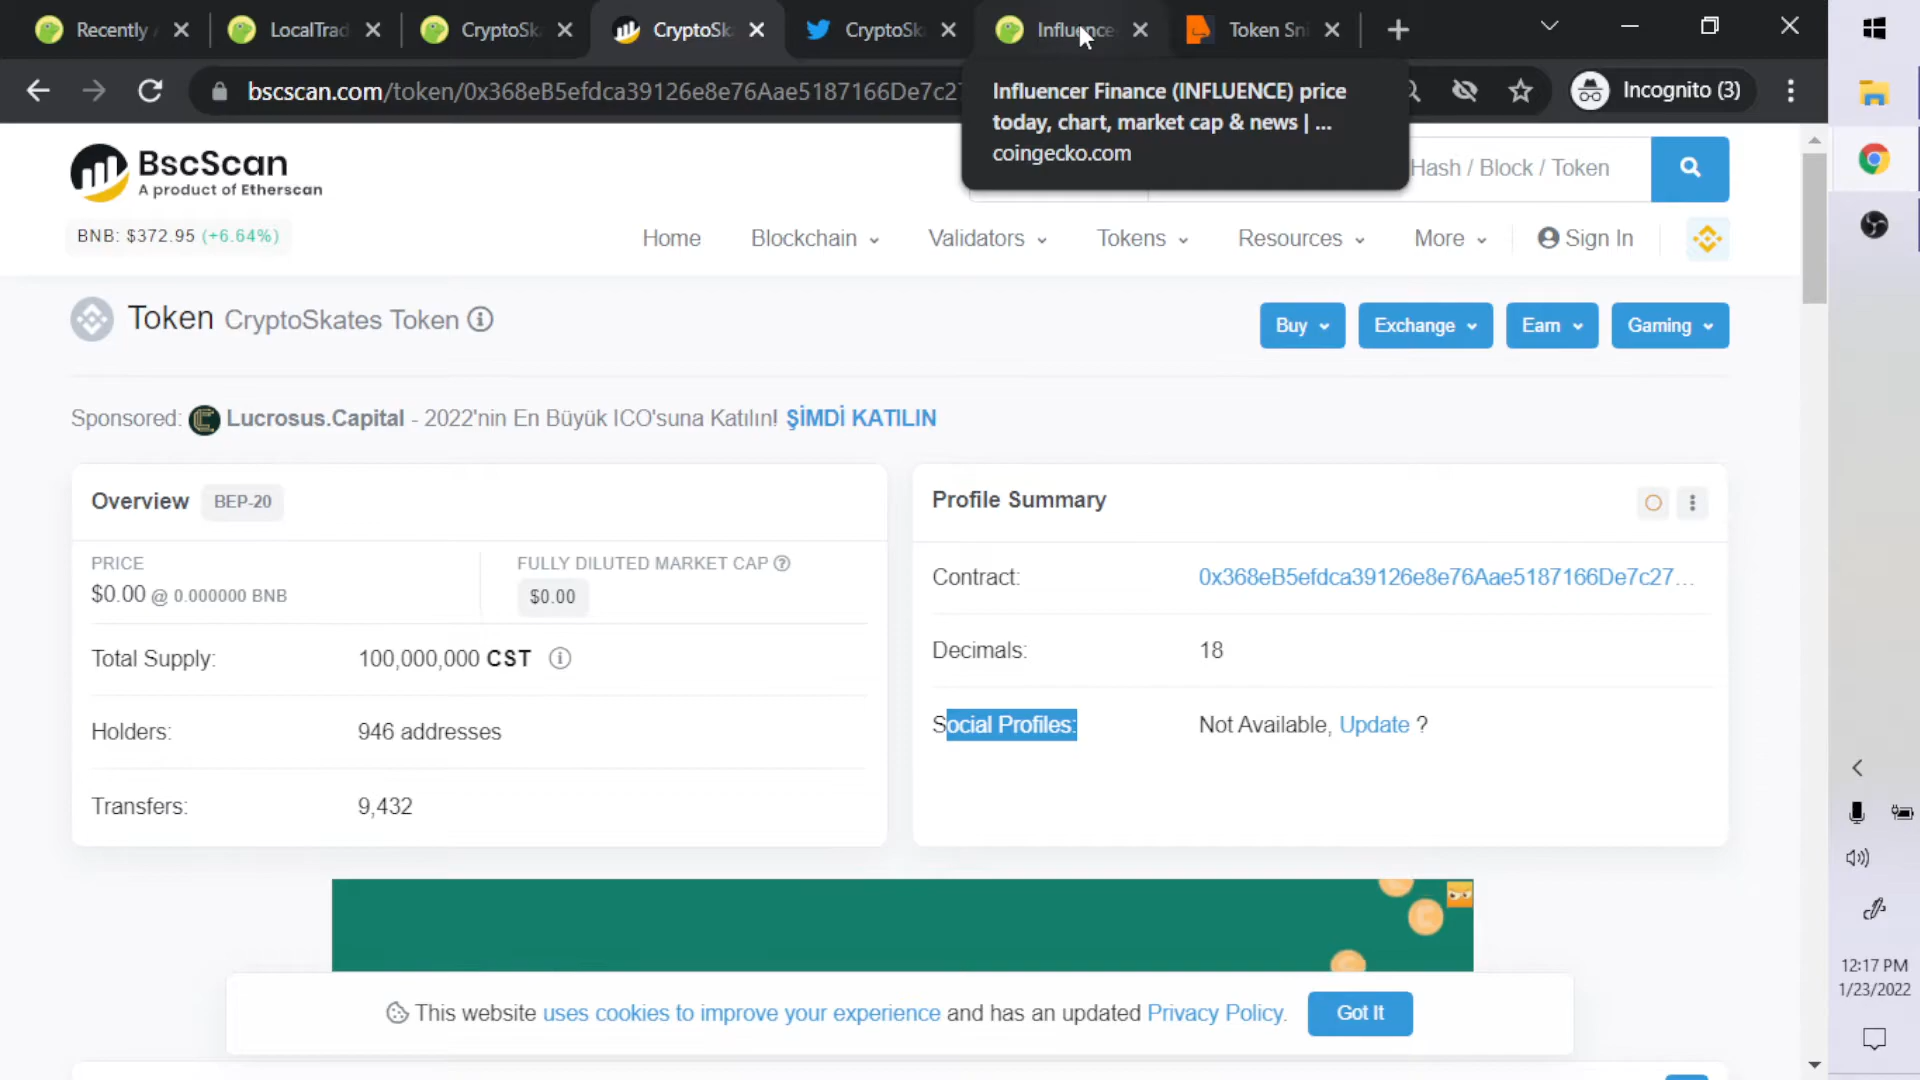 Recently
LocalTrad
CryptoSk
CryptoSk
CryptoSk
Influence
Token Sni
bscscan.com/token/0x368eB5efdca39126e8e76Aae5187166De7c27
Incognito (3)
Influencer Finance (INFLUENCE) price
today, chart, market cap & news | ...
coingecko.com
BscScan
A product of Etherscan
Hash / Block / Token
BNB: $372.95 (+6.64%)
Home
Blockchain
Validators
Tokens
Resources
More
Sign In
Token CryptoSkates Token
Buy
Exchange
Earn
Gaming
Sponsored: Lucrosus.Capital - 2022'nin En Büyük ICO'suna Katılın! ŞİMDİ KATILIN
Overview BEP-20
PRICE
$0.00 @ 0.000000 BNB
FULLY DILUTED MARKET CAP
$0.00
Total Supply: 100,000,000 CST
Holders: 946 addresses
Transfers: 9,432
Profile Summary
Contract: 0x368eB5efdca39126e8e76Aae5187166De7c27...
Decimals: 18
Social Profiles: Not Available, Update ?
This website uses cookies to improve your experience and has an updated Privacy Policy.
Got It
12:17 PM
1/23/2022